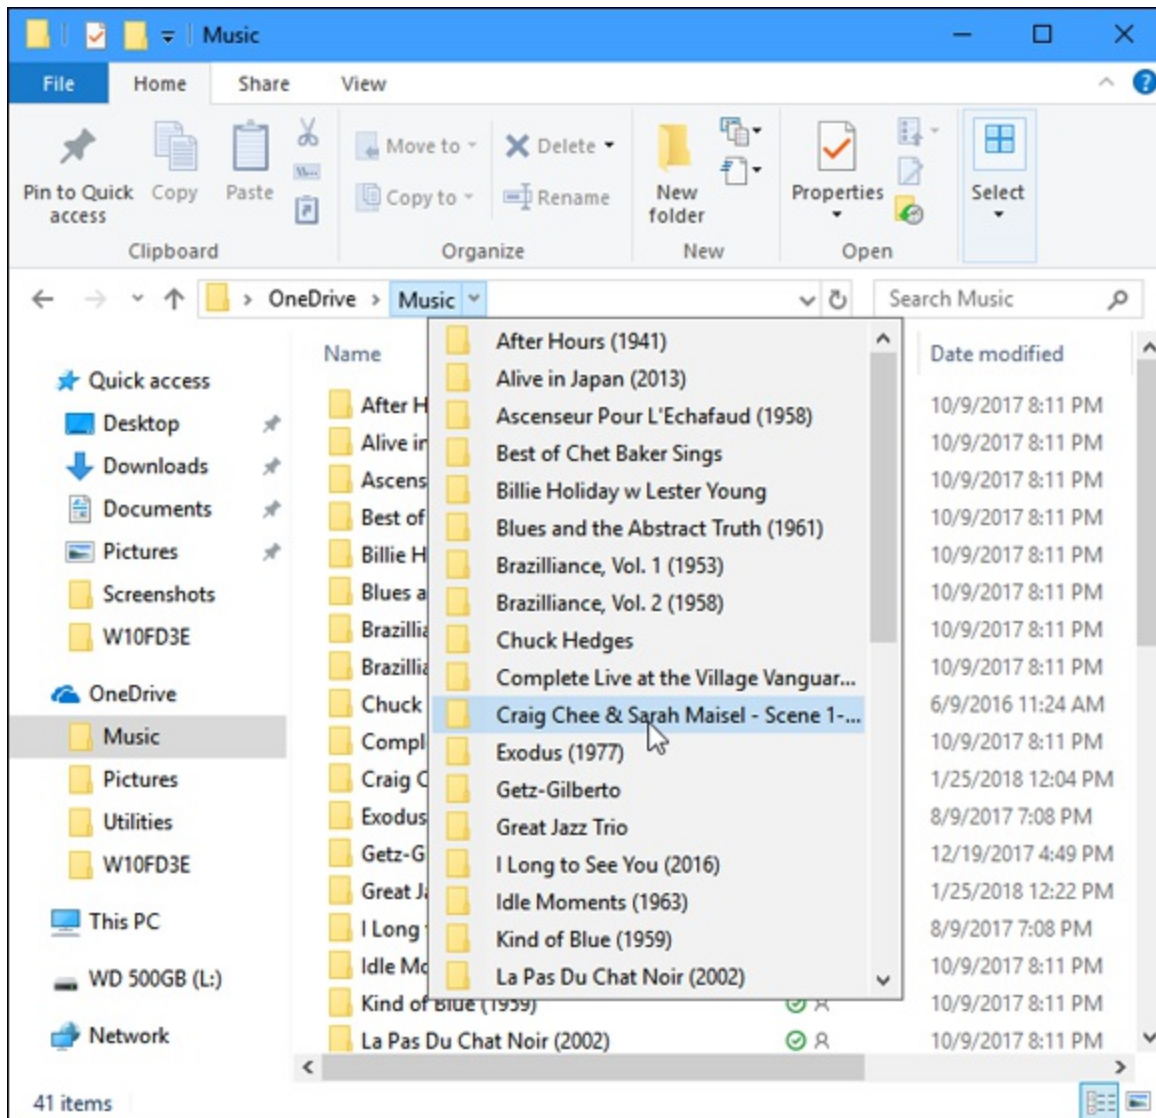 Music
File Home Share View
Pin to Quick access
Copy
Paste
Clipboard
Move to
Copy to
Delete
Rename
Organize
New folder
New
Properties
Open
Select
OneDrive Music
Search Music
After Hours (1941)
Alive in Japan (2013)
Ascenseur Pour L'Echafaud (1958)
Best of Chet Baker Sings
Billie Holiday w Lester Young
Blues and the Abstract Truth (1961)
Brazilliance, Vol. 1 (1953)
Brazilliance, Vol. 2 (1958)
Chuck Hedges
Complete Live at the Village Vanguar...
Craig Chee & Sarah Maisel - Scene 1-...
Exodus (1977)
Getz-Gilberto
Great Jazz Trio
I Long to See You (2016)
Idle Moments (1963)
Kind of Blue (1959)
La Pas Du Chat Noir (2002)
Quick access
Desktop
Downloads
Documents
Pictures
Screenshots
W10FD3E
OneDrive
Music
Pictures
Utilities
W10FD3E
This PC
WD 500GB (L:)
Network
Name Date modified
After H 10/9/2017 8:11 PM
Alive in 10/9/2017 8:11 PM
Ascens 10/9/2017 8:11 PM
Best of 10/9/2017 8:11 PM
Billie H 10/9/2017 8:11 PM
Blues a 10/9/2017 8:11 PM
Brazillia 10/9/2017 8:11 PM
Brazillia 10/9/2017 8:11 PM
Chuck 6/9/2016 11:24 AM
Compl 10/9/2017 8:11 PM
Craig C 1/25/2018 12:04 PM
Exodus 8/9/2017 7:08 PM
Getz-G 12/19/2017 4:49 PM
Great Ja 1/25/2018 12:22 PM
I Long 8/9/2017 7:08 PM
Idle Mo 10/9/2017 8:11 PM
Kind of Blue (1959) 10/9/2017 8:11 PM
La Pas Du Chat Noir (2002) 10/9/2017 8:11 PM
41 items